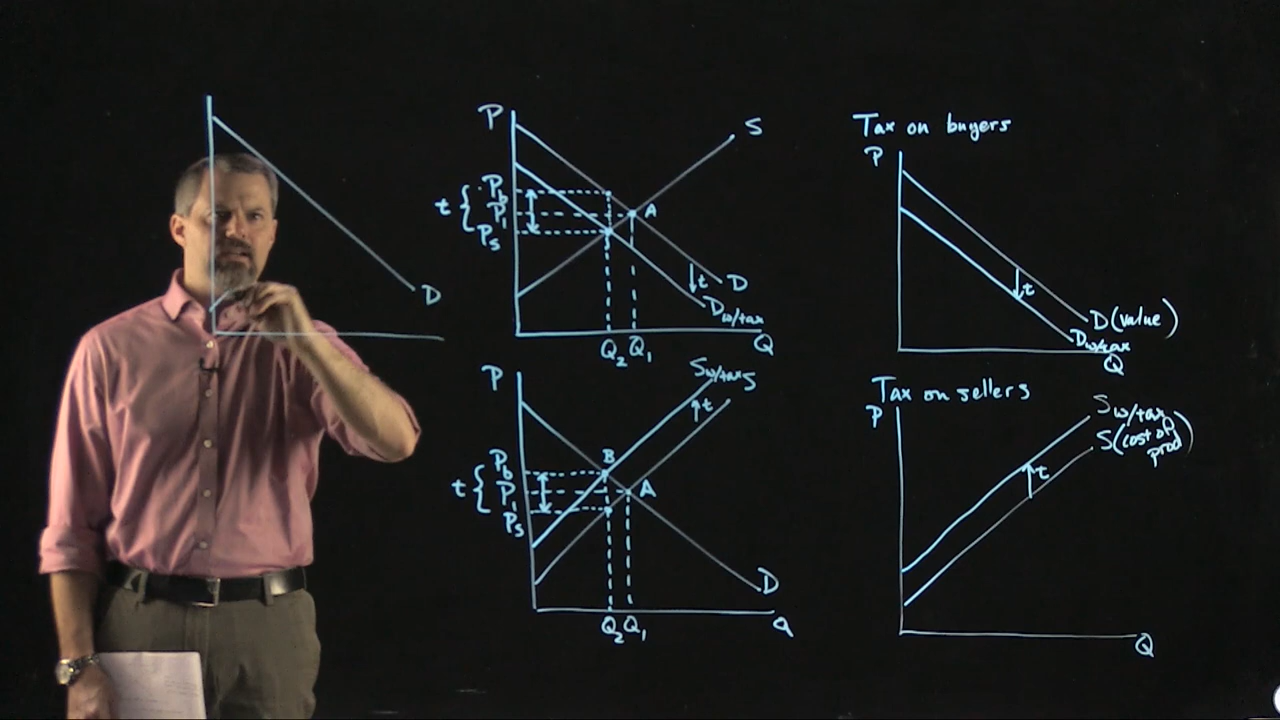 D
P
S
t { Pb
P1
Ps
A
t
D
Dw/tax
Q2 Q1
Q
P
Sw/tax
S
t
B
t { Pb
P1
Ps
A
D
Q2 Q1
Q
Tax on buyers
P
t
D (value)
Dw/tax
Q
Tax on sellers
P
Sw/tax
S (cost of
prod)
t
Q